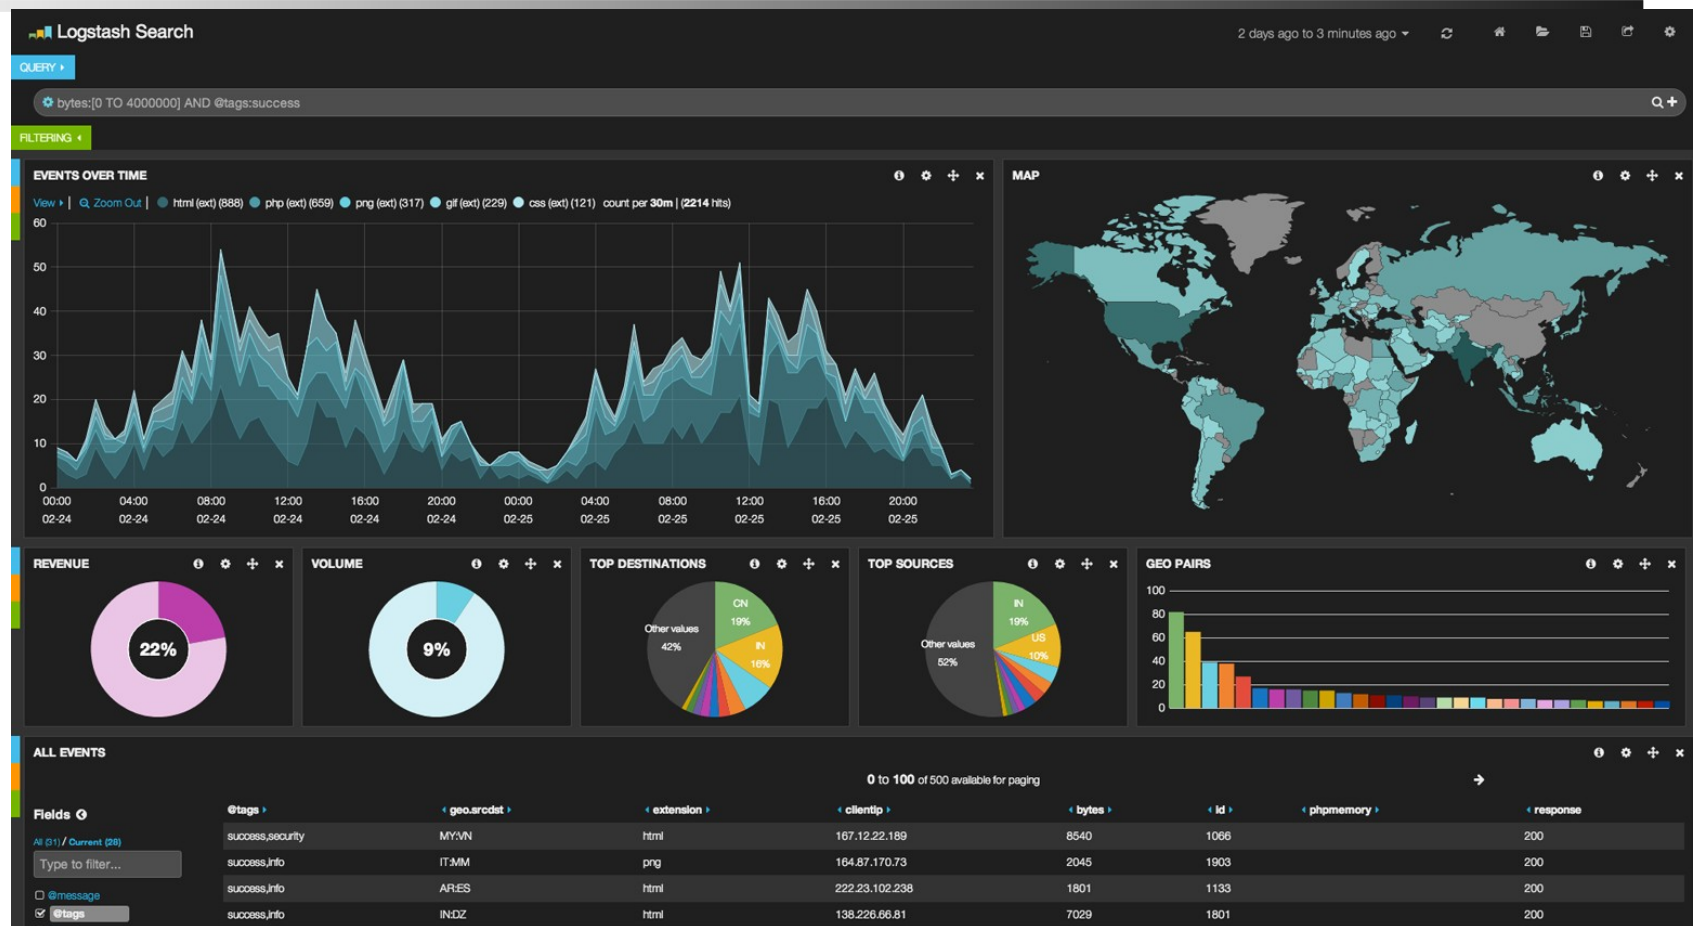 Logstash Search
2 days ago to 3 minutes ago
QUERY
bytes:[0 TO 4000000] AND @tags:success
FILTERING
EVENTS OVER TIME
View | Zoom Out | html (ext) (888) php (ext) (659) png (ext) (317) gif (ext) (229) css (ext) (121) count per 30m | (2214 hits)
60
50
40
30
20
10
0
00:00 04:00 08:00 12:00 16:00 20:00 00:00 04:00 08:00 12:00 16:00 20:00
02-24 02-24 02-24 02-24 02-24 02-24 02-25 02-25 02-25 02-25 02-25 02-25
MAP
REVENUE
22%
VOLUME
9%
TOP DESTINATIONS
CN
19%
Other values
42%
IN
16%
TOP SOURCES
IN
19%
US
10%
Other values
52%
GEO PAIRS
100
80
60
40
20
0
ALL EVENTS
0 to 100 of 500 available for paging
Fields
All (31) / Current (28)
Type to filter...
@message
@tags
@tags geo.srcdst extension clientip bytes id phpmemory response
success,security MY:VN html 167.12.22.189 8540 1066 200
success,info IT:MM png 164.87.170.73 2045 1903 200
success,info AR:ES html 222.23.102.238 1801 1133 200
success,info IN:DZ html 138.226.66.81 7029 1801 200